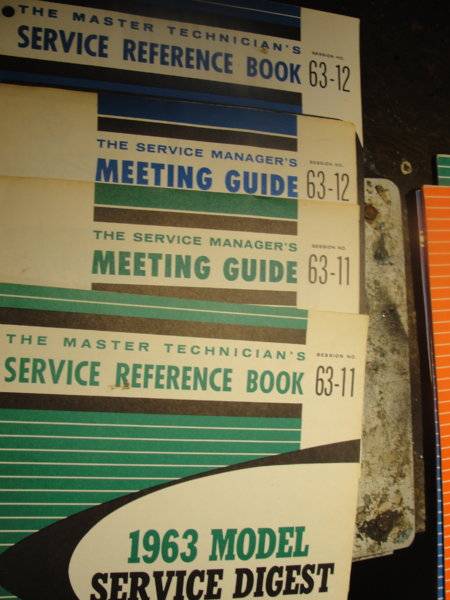 THE MASTER TECHNICIAN'S
SERVICE REFERENCE BOOK
SESSION NO.
63-12
THE SERVICE MANAGER'S
MEETING GUIDE
SESSION NO.
63-12
THE SERVICE MANAGER'S
MEETING GUIDE
SESSION NO.
63-11
THE MASTER TECHNICIAN'S
SERVICE REFERENCE BOOK
SESSION NO.
63-11
1963 MODEL
SERVICE DIGEST